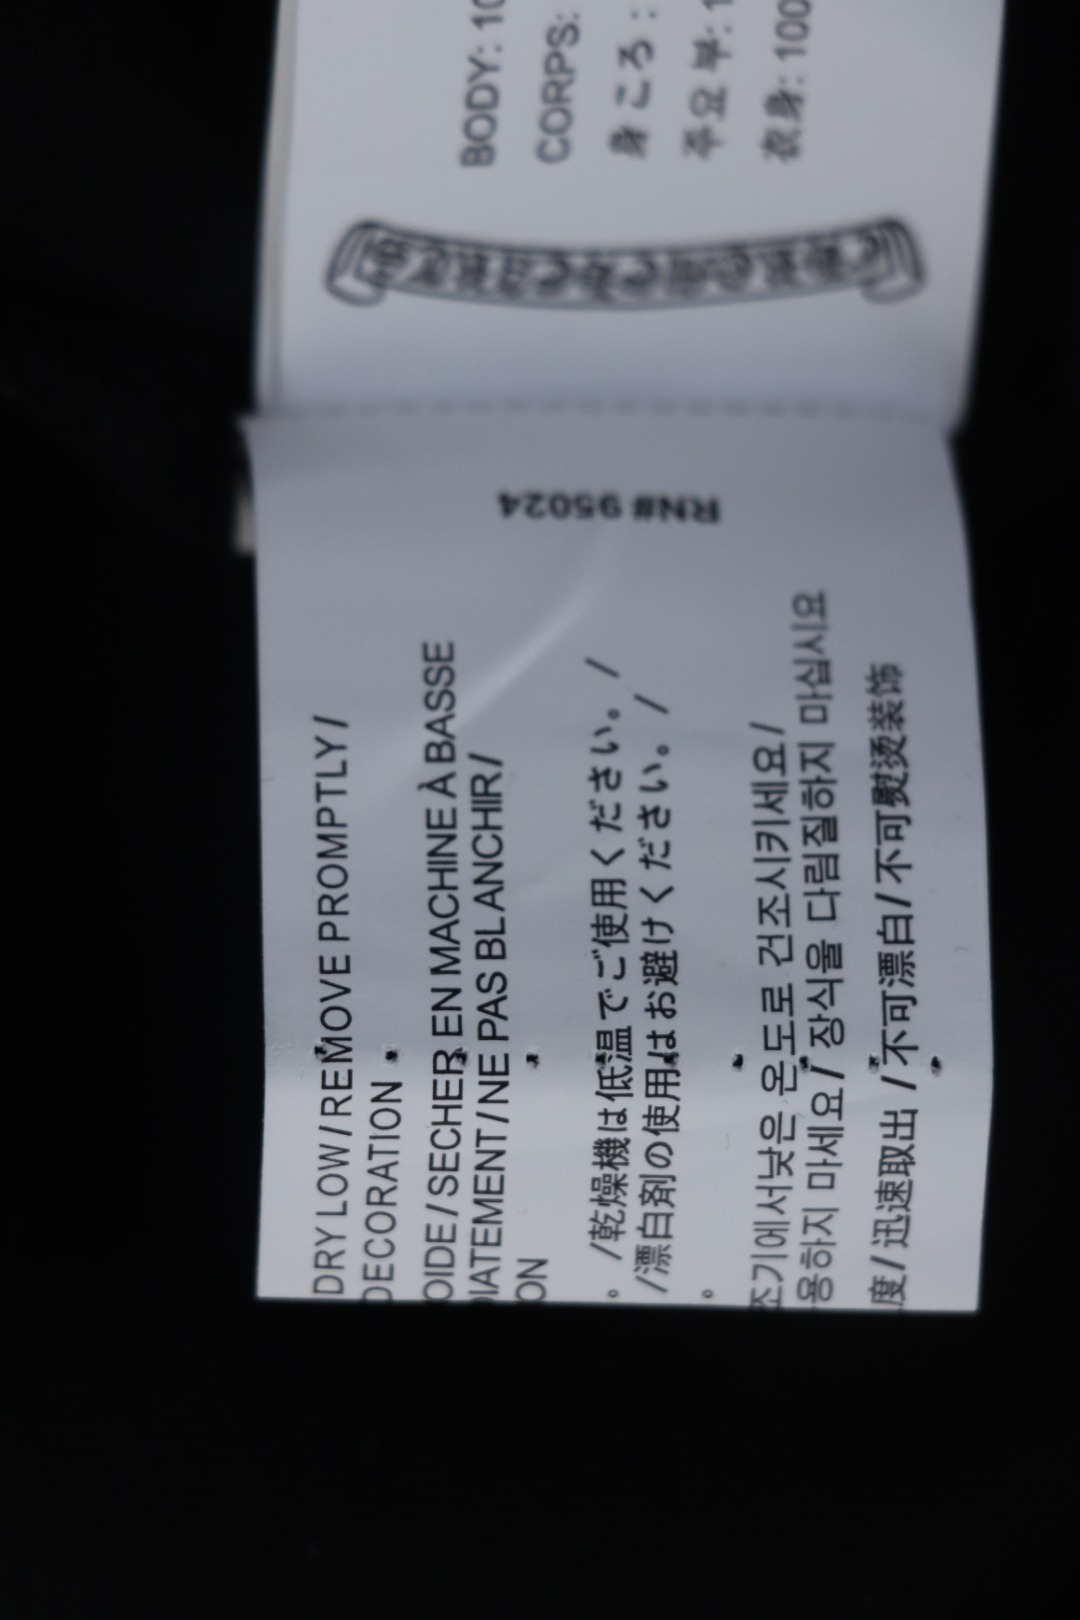 BODY: 10
CORPS:
身ころ :
주요 부: 1
衣身: 100
RN# 95024
DRY LOW / REMOVE PROMPTLY /
DECORATION
OIDE / SECHER EN MACHINE À BASSE
DIATEMENT / NE PAS BLANCHIR /
ON
。 /乾燥機は低温でご使用ください。 /
/漂白剤の使用はお避けください。 /
。
조기에서낮은 온도로 건조시키세요 /
용하지 마세요 / 장식을 다림질하지 마십시요
度 / 迅速取出 / 不可漂白 / 不可熨烫装饰